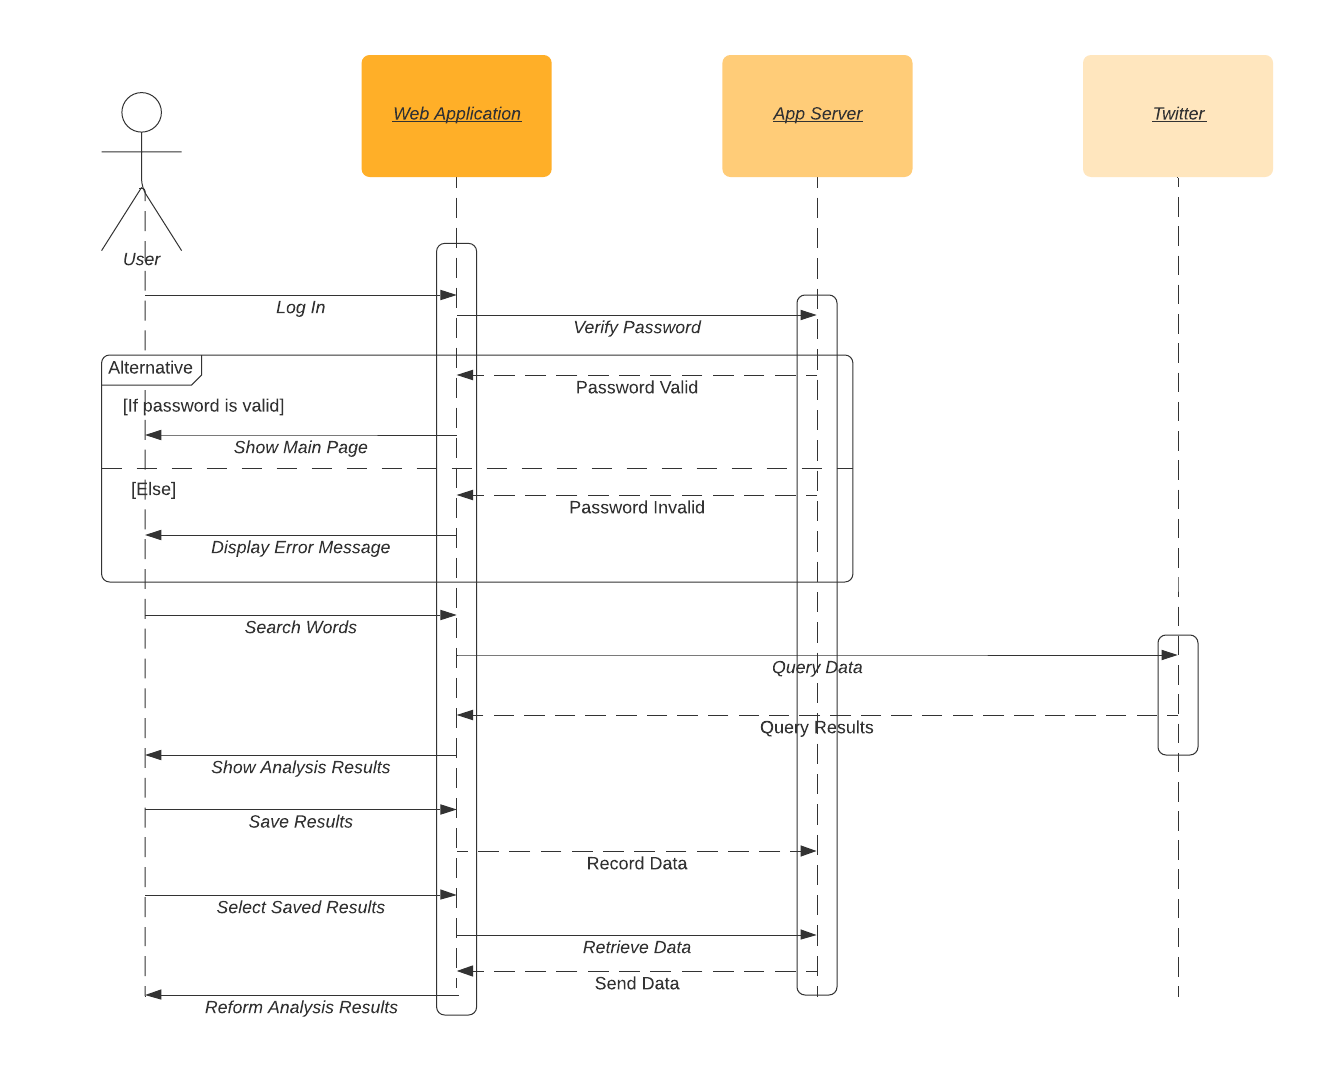 Web Application
App Server
Twitter
User
Log In
Verify Password
Alternative
Password Valid
[If password is valid]
Show Main Page
[Else]
Password Invalid
Display Error Message
Search Words
Query Data
Query Results
Show Analysis Results
Save Results
Record Data
Select Saved Results
Retrieve Data
Send Data
Reform Analysis Results